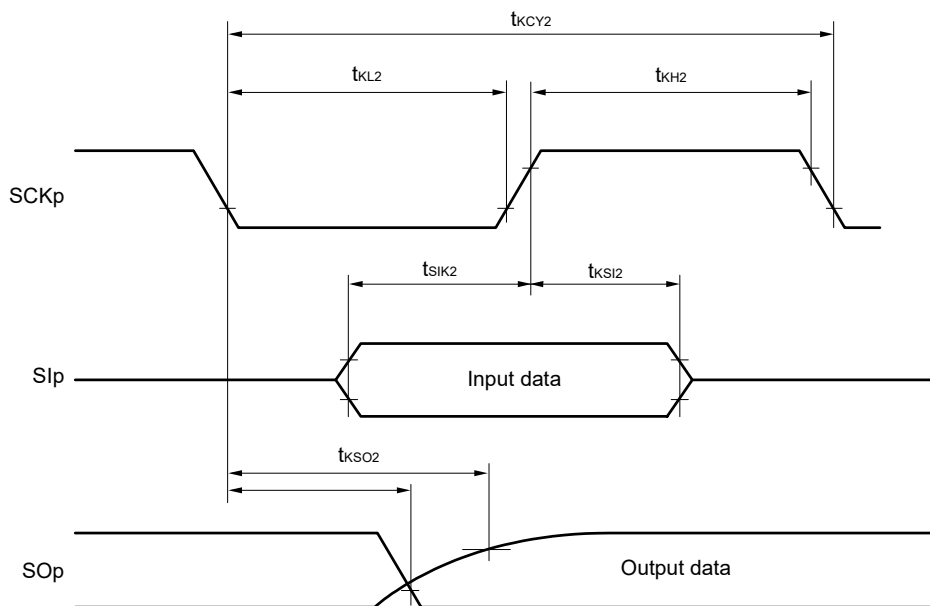 tKCY2
tKL2
tKH2
SCKp
tSIK2
tKSI2
SIp
Input data
tKSO2
SOp
Output data